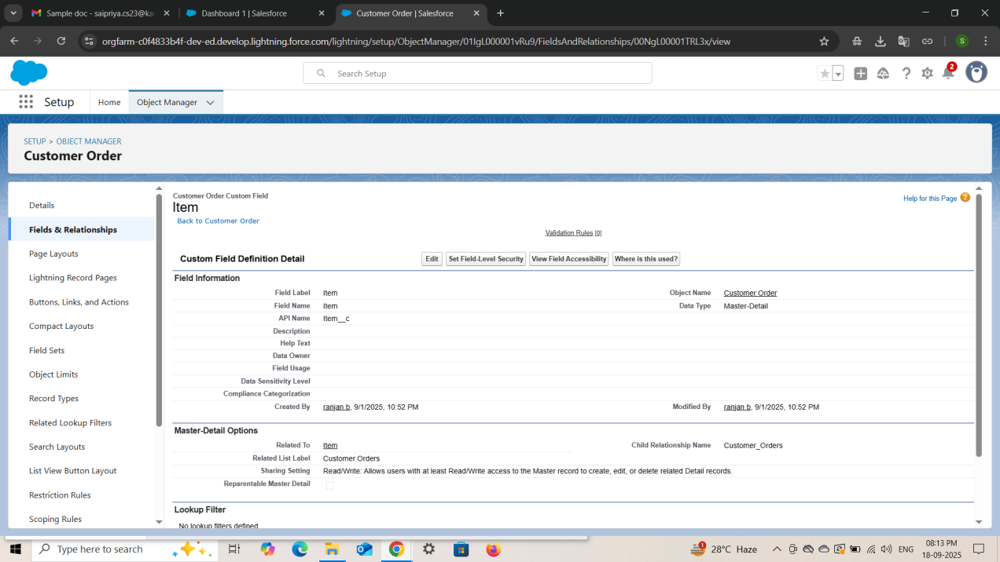 Sample doc - saipriya.cs23@ka
Dashboard 1 | Salesforce
Customer Order | Salesforce
orgfarm-c0f4833b4f-dev-ed.develop.lightning.force.com/lightning/setup/ObjectManager/01IgL000001vRu9/FieldsAndRelationships/00NgL00001TRL3x/view
S
Search Setup
2
Setup
Home
Object Manager
SETUP > OBJECT MANAGER
Customer Order
Details
Fields & Relationships
Page Layouts
Lightning Record Pages
Buttons, Links, and Actions
Compact Layouts
Field Sets
Object Limits
Record Types
Related Lookup Filters
Search Layouts
List View Button Layout
Restriction Rules
Scoping Rules
Customer Order Custom Field
Item
Back to Customer Order
Help for this Page ?
Validation Rules [0]
Custom Field Definition Detail
Edit
Set Field-Level Security
View Field Accessibility
Where is this used?
Field Information
Field Label Item Object Name Customer Order
Field Name Item Data Type Master-Detail
API Name Item__c
Description
Help Text
Data Owner
Field Usage
Data Sensitivity Level
Compliance Categorization
Created By ranjan b, 9/1/2025, 10:52 PM Modified By ranjan b, 9/1/2025, 10:52 PM
Master-Detail Options
Related To Item Child Relationship Name Customer_Orders
Related List Label Customer Orders
Sharing Setting Read/Write: Allows users with at least Read/Write access to the Master record to create, edit, or delete related Detail records.
Reparentable Master Detail
Lookup Filter
No lookup filters defined
Type here to search
1
28°C Haze
ENG
08:13 PM
18-09-2025